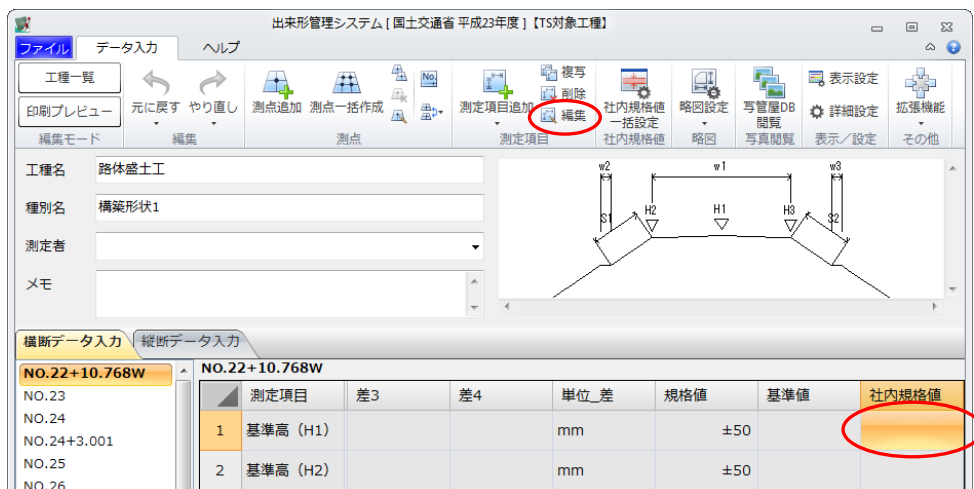 出来形管理システム [ 国土交通省 平成23年度 ]【TS対象工種】
ファイル データ入力 ヘルプ
工種一覧
印刷プレビュー
編集モード
元に戻す やり直し
編集
測点追加 測点一括作成
No.
測点
測定項目追加
複写
削除
編集
測定項目
社内規格値
一括設定
社内規格値
略図設定
略図
写管屋DB
閲覧
写真閲覧
表示設定
詳細設定
表示/設定
拡張機能
その他
工種名 路体盛土工
種別名 構築形状1
測定者
メモ
w2 w1 w3
S1 H2 H1 H3 S2
横断データ入力 縦断データ入力
NO.22+10.768W
NO.23
NO.24
NO.24+3.001
NO.25
NO.26
NO.22+10.768W
測定項目 差3 差4 単位_差 規格値 基準値 社内規格値
1 基準高（H1） mm ±50
2 基準高（H2） mm ±50